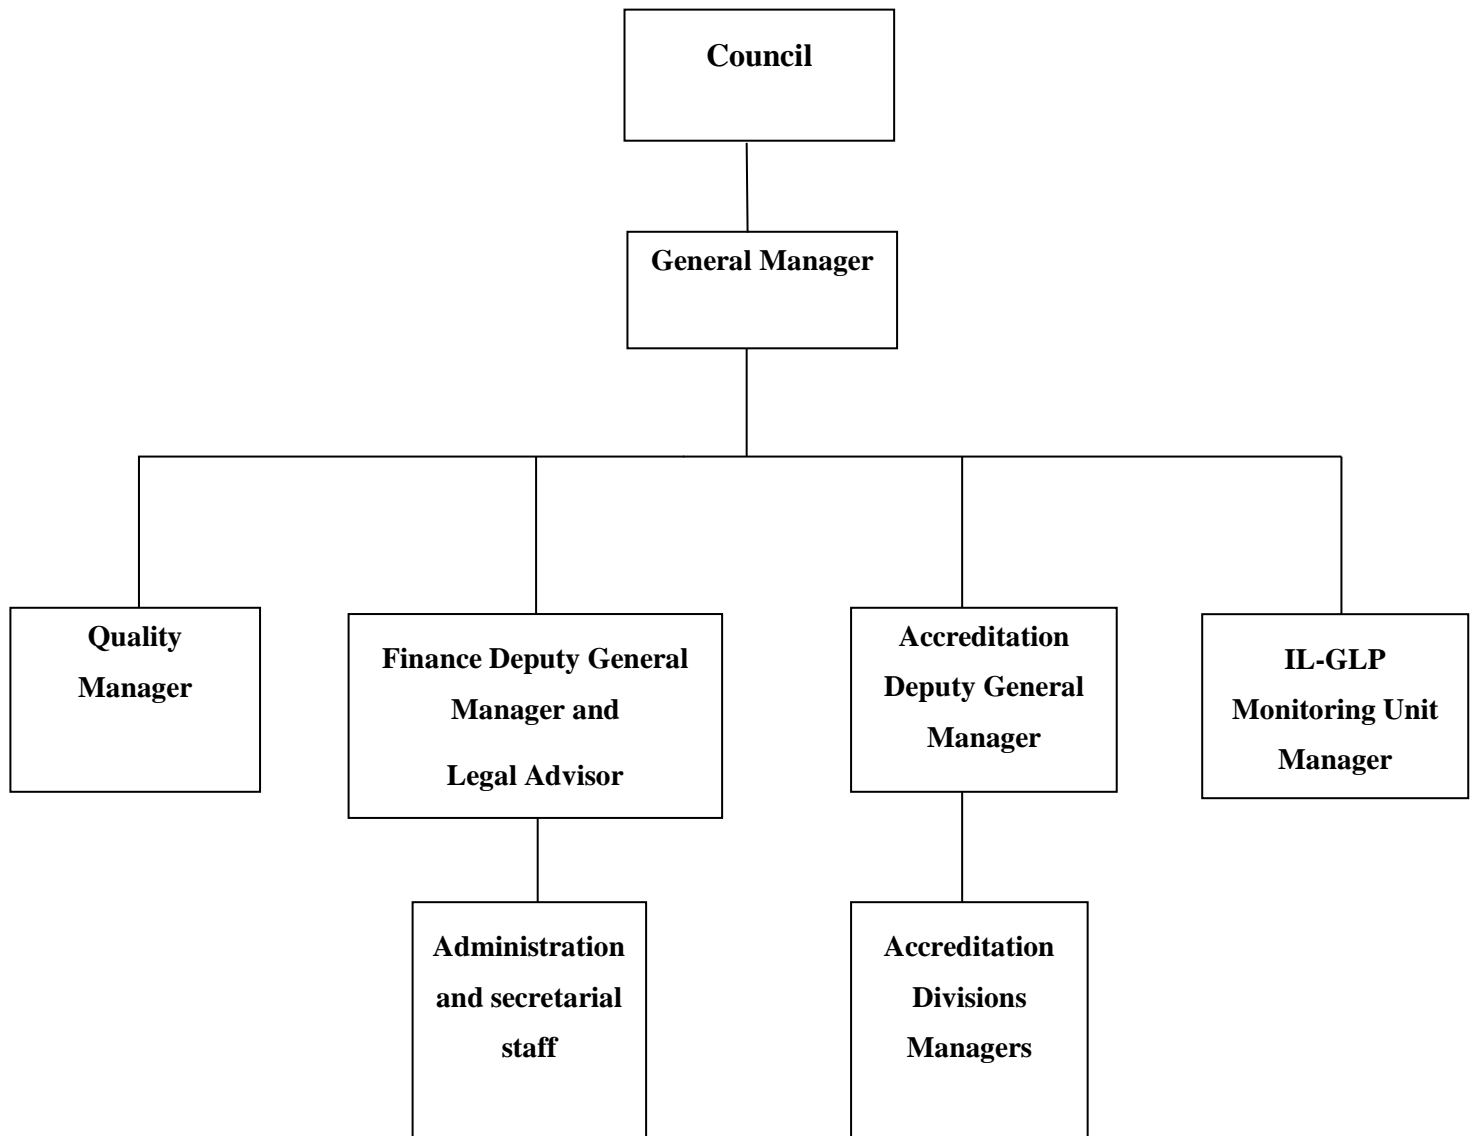 Council
General Manager
Quality
Manager
Finance Deputy General
Manager and
Legal Advisor
Accreditation
Deputy General
Manager
IL-GLP
Monitoring Unit
Manager
Administration
and secretarial
staff
Accreditation
Divisions
Managers